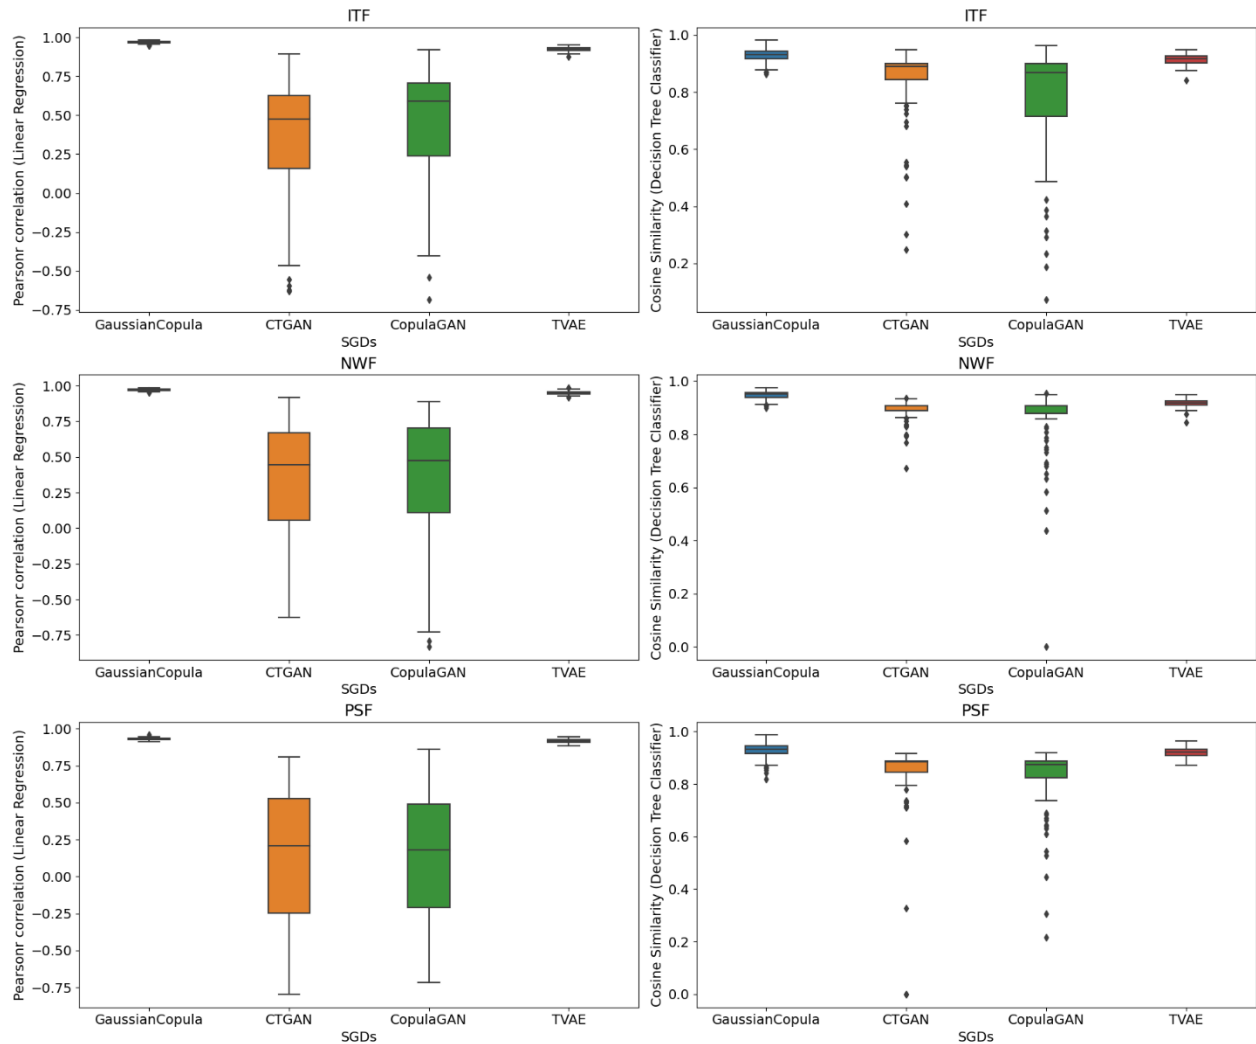 ITF
Pearsonr correlation (Linear Regression)
1.00
0.75
0.50
0.25
0.00
−0.25
−0.50
−0.75
GaussianCopula CTGAN CopulaGAN TVAE
SGDs
ITF
Cosine Similarity (Decision Tree Classifier)
1.0
0.8
0.6
0.4
0.2
GaussianCopula CTGAN CopulaGAN TVAE
SGDs
NWF
Pearsonr correlation (Linear Regression)
1.00
0.75
0.50
0.25
0.00
−0.25
−0.50
−0.75
GaussianCopula CTGAN CopulaGAN TVAE
SGDs
NWF
Cosine Similarity (Decision Tree Classifier)
1.0
0.8
0.6
0.4
0.2
0.0
GaussianCopula CTGAN CopulaGAN TVAE
SGDs
PSF
Pearsonr correlation (Linear Regression)
1.00
0.75
0.50
0.25
0.00
−0.25
−0.50
−0.75
GaussianCopula CTGAN CopulaGAN TVAE
SGDs
PSF
Cosine Similarity (Decision Tree Classifier)
1.0
0.8
0.6
0.4
0.2
0.0
GaussianCopula CTGAN CopulaGAN TVAE
SGDs